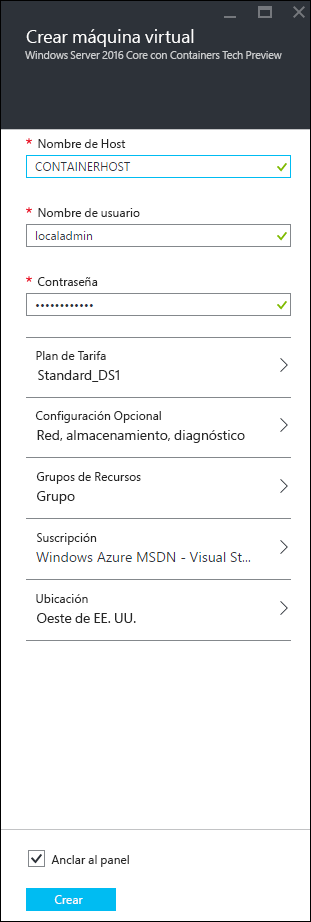 Crear máquina virtual
Windows Server 2016 Core con Containers Tech Preview
* Nombre de Host
CONTAINERHOST
* Nombre de usuario
localadmin
* Contraseña
••••••••••••
Plan de Tarifa
Standard_DS1
Configuración Opcional
Red, almacenamiento, diagnóstico
Grupos de Recursos
Grupo
Suscripción
Windows Azure MSDN - Visual St...
Ubicación
Oeste de EE. UU.
Anclar al panel
Crear